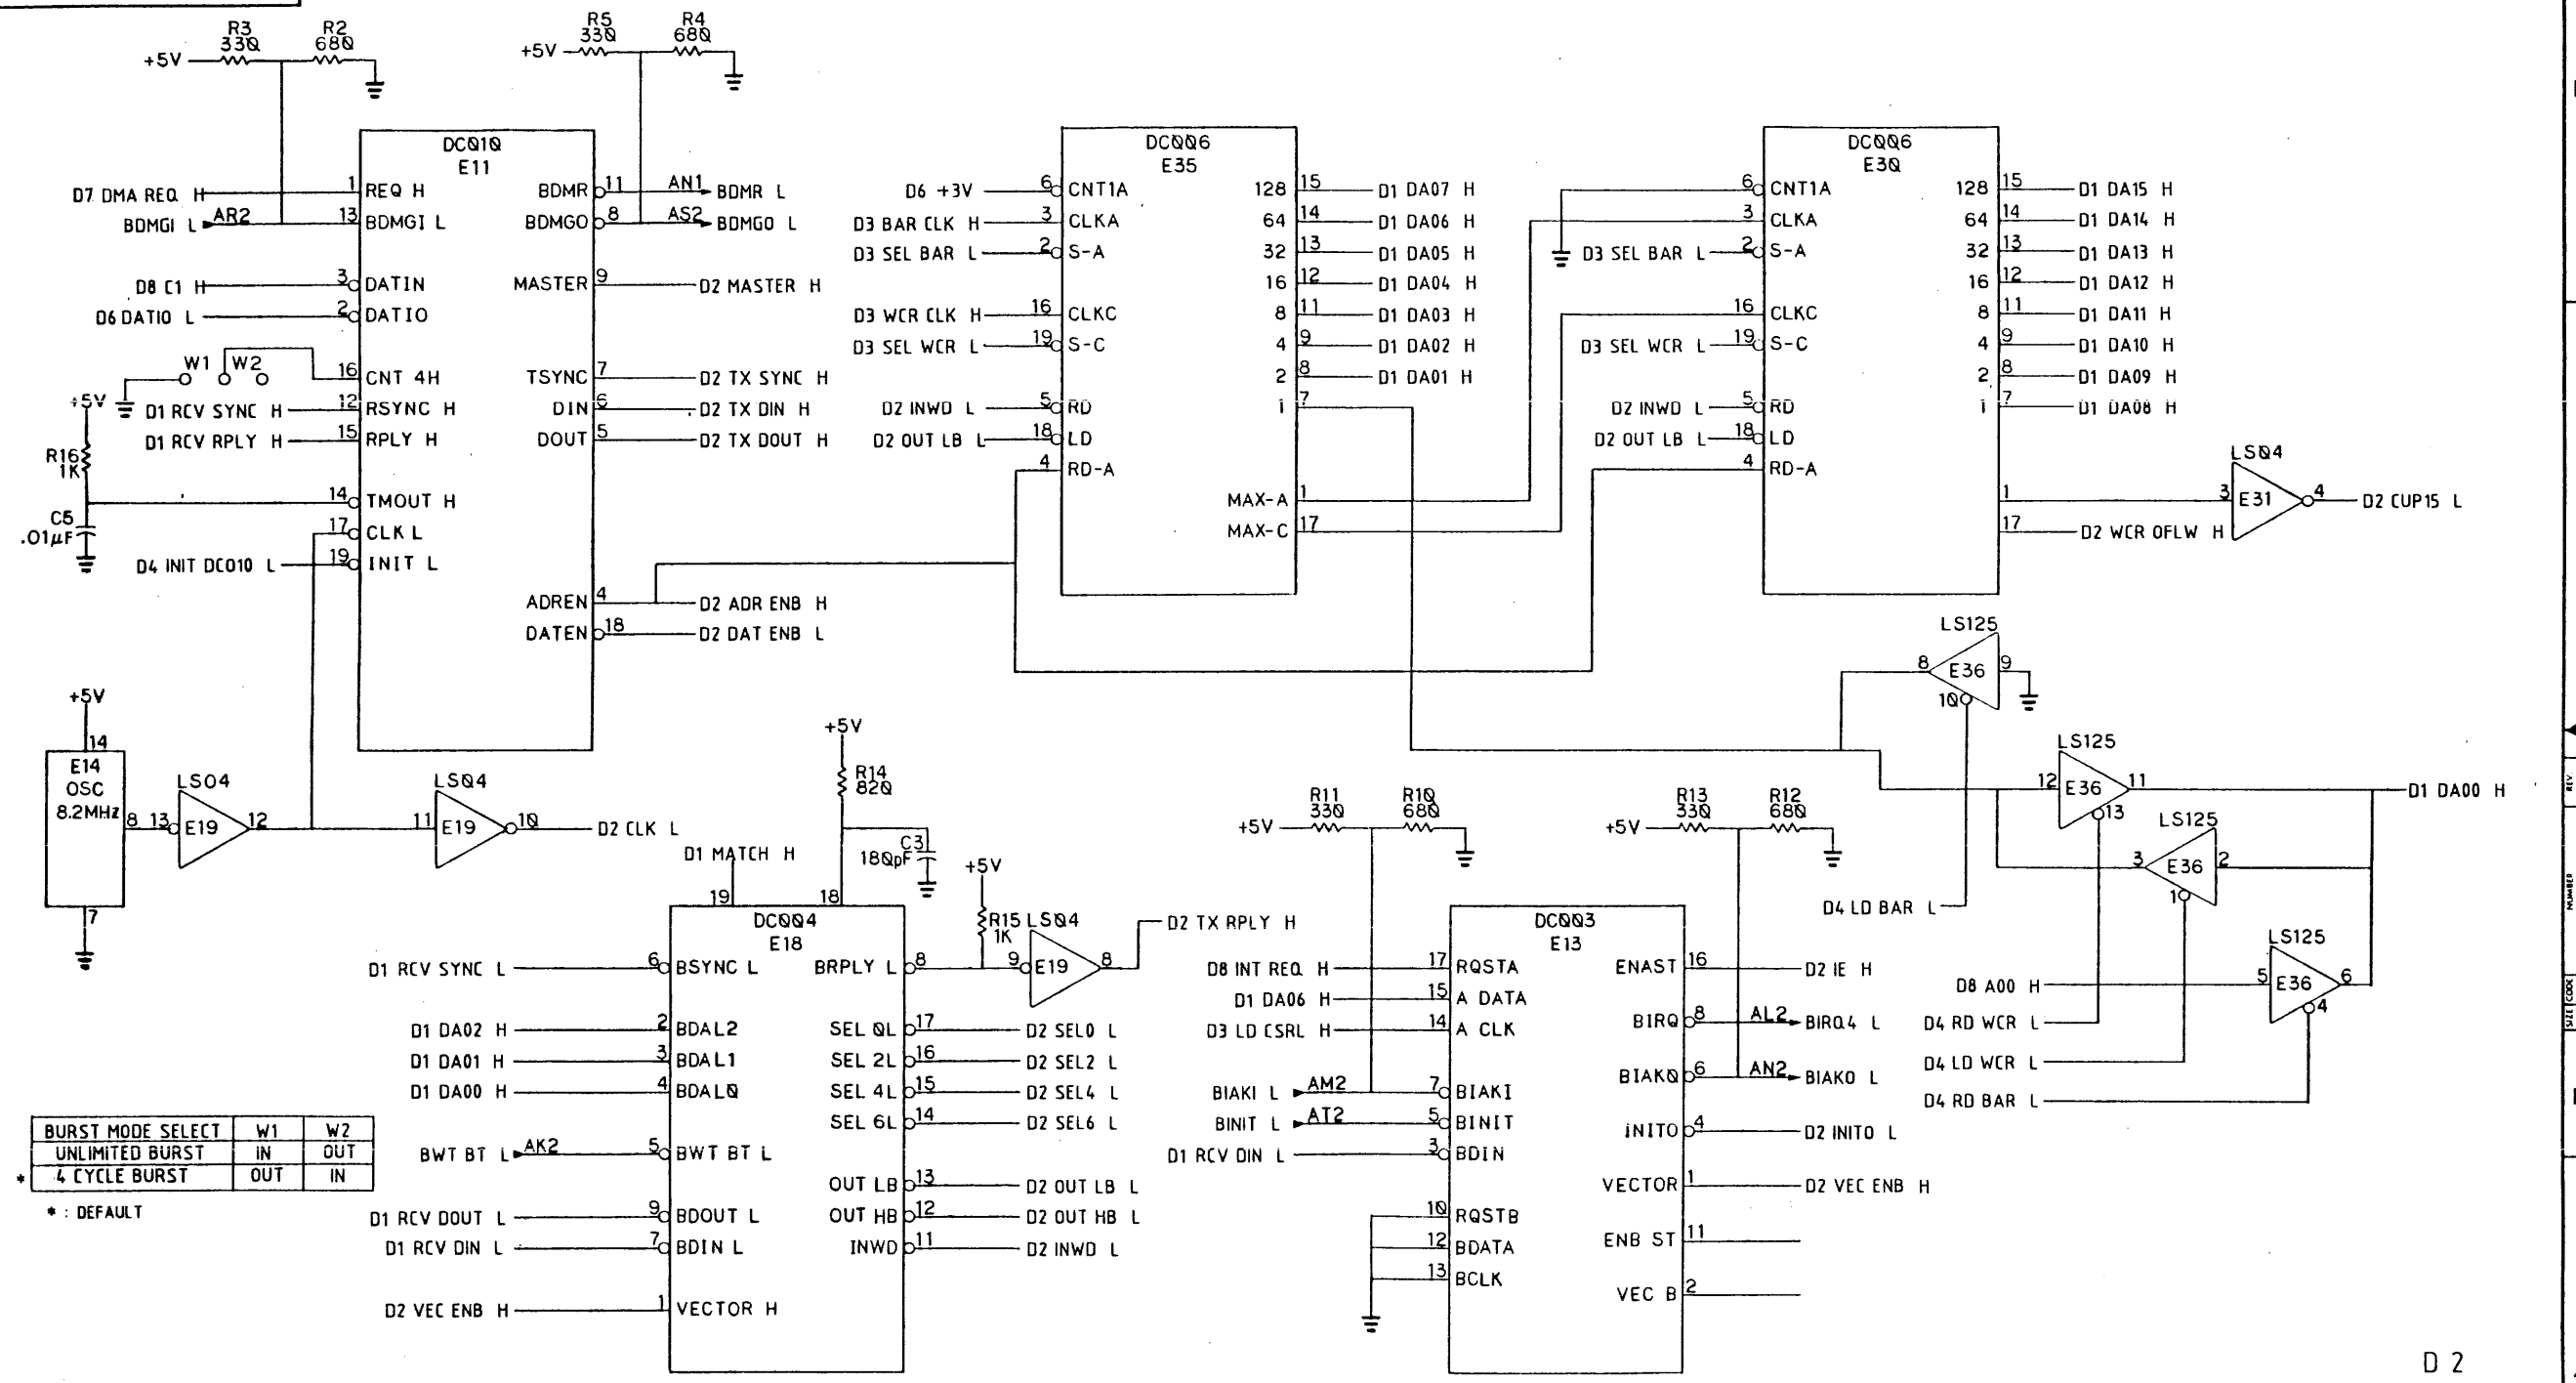 R3
33Ω
R2
68Ω
+5V
R5
33Ω
R4
68Ω
+5V
DC010
E11
D7 DMA REQ H
1
REQ H
BDMR
11
AN1
BDMR L
BDMGI L
AR2
13
BDMGI L
BDMGO
8
AS2
BDMGO L
D8 C1 H
3
DATIN
MASTER
9
D2 MASTER H
D6 DATIO L
2
DATIO
W1
W2
16
CNT 4H
TSYNC
7
D2 TX SYNC H
+5V
D1 RCV SYNC H
12
RSYNC H
DIN
6
D2 TX DIN H
D1 RCV RPLY H
15
RPLY H
DOUT
5
D2 TX DOUT H
R16
1K
14
TMOUT H
C5
.01µF
17
CLK L
D4 INIT DC010 L
19
INIT L
ADREN
4
D2 ADR ENB H
DATEN
18
D2 DAT ENB L
DC006
E35
D6 +3V
6
CNT1A
128
15
D1 DA07 H
D3 BAR CLK H
3
CLKA
64
14
D1 DA06 H
D3 SEL BAR L
2
S-A
32
13
D1 DA05 H
16
12
D1 DA04 H
D3 WCR CLK H
16
CLKC
8
11
D1 DA03 H
D3 SEL WCR L
19
S-C
4
9
D1 DA02 H
2
8
D1 DA01 H
D2 INWD L
5
RD
1
7
D2 OUT LB L
18
LD
4
RD-A
MAX-A
1
MAX-C
17
DC006
E30
6
CNT1A
128
15
D1 DA15 H
3
CLKA
64
14
D1 DA14 H
D3 SEL BAR L
2
S-A
32
13
D1 DA13 H
16
12
D1 DA12 H
16
CLKC
8
11
D1 DA11 H
D3 SEL WCR L
19
S-C
4
9
D1 DA10 H
2
8
D1 DA09 H
D2 INWD L
5
RD
1
7
D1 DA08 H
D2 OUT LB L
18
LD
4
RD-A
1
LS04
3
E31
4
D2 CUP15 L
17
D2 WCR OFLW H
LS125
8
E36
9
10
LS125
12
E36
11
13
D1 DA00 H
LS125
3
E36
2
1
LS125
5
E36
6
4
D4 LD BAR L
D8 A00 H
D4 RD WCR L
D4 LD WCR L
D4 RD BAR L
+5V
14
E14
OSC
8.2MHz
7
8
13
LS04
E19
12
11
LS04
E19
10
D2 CLK L
+5V
R14
820
C3
180pF
D1 MATCH H
19
18
DC004
E18
D1 RCV SYNC L
6
BSYNC L
BRPLY L
8
+5V
R15
1K
LS04
9
E19
8
D2 TX RPLY H
D1 DA02 H
2
BDAL2
SEL 0L
17
D2 SEL0 L
D1 DA01 H
3
BDAL1
SEL 2L
16
D2 SEL2 L
D1 DA00 H
4
BDAL0
SEL 4L
15
D2 SEL4 L
SEL 6L
14
D2 SEL6 L
BWT BT L
AK2
5
BWT BT L
OUT LB
13
D2 OUT LB L
D1 RCV DOUT L
9
BDOUT L
OUT HB
12
D2 OUT HB L
D1 RCV DIN L
7
BDIN L
INWD
11
D2 INWD L
D2 VEC ENB H
1
VECTOR H
R11
330
R10
680
+5V
R13
330
R12
680
+5V
DC003
E13
D8 INT REQ H
17
RQSTA
ENAST
16
D2 IE H
D1 DA06 H
15
A DATA
D3 LD CSRL H
14
A CLK
BIRQ
8
AL2
BIRQ4 L
BIAKI L
AM2
7
BIAKI
BIAKO
6
AN2
BIAKO L
BINIT L
AT2
5
BINIT
INITO
4
D2 INITO L
D1 RCV DIN L
3
BDIN
VECTOR
1
D2 VEC ENB H
10
RQSTB
12
BDATA
ENB ST
11
13
BCLK
VEC B
2
BURST MODE SELECT W1 W2
UNLIMITED BURST IN OUT
* 4 CYCLE BURST OUT IN
* : DEFAULT
REV
NUMBER
SIZE CODE
D 2